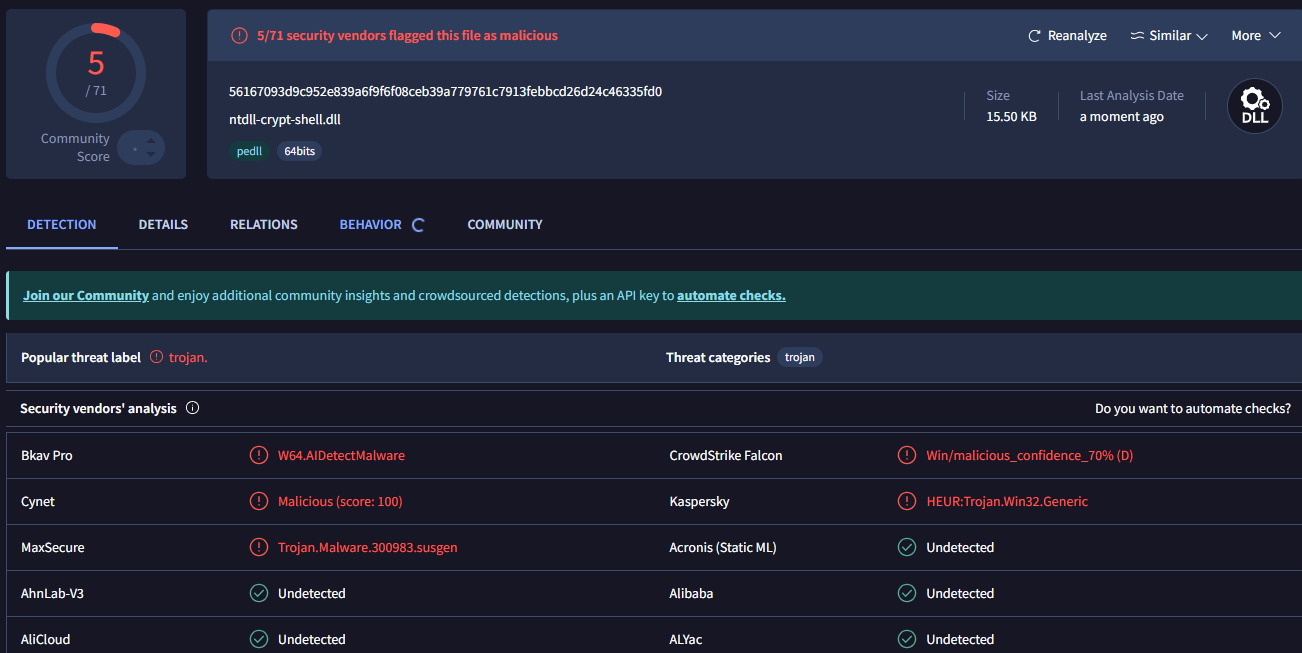 5
/ 71
Community
Score
5/71 security vendors flagged this file as malicious
Reanalyze
Similar
More
56167093d9c952e839a6f9f6f08ceb39a779761c7913febbcd26d24c46335fd0
ntdll-crypt-shell.dll
pedll
64bits
Size
15.50 KB
Last Analysis Date
a moment ago
DLL
DETECTION
DETAILS
RELATIONS
BEHAVIOR
COMMUNITY
Join our Community and enjoy additional community insights and crowdsourced detections, plus an API key to automate checks.
Popular threat label
trojan.
Threat categories
trojan
Security vendors' analysis
Do you want to automate checks?
Bkav Pro
W64.AIDetectMalware
CrowdStrike Falcon
Win/malicious_confidence_70% (D)
Cynet
Malicious (score: 100)
Kaspersky
HEUR:Trojan.Win32.Generic
MaxSecure
Trojan.Malware.300983.susgen
Acronis (Static ML)
Undetected
AhnLab-V3
Undetected
Alibaba
Undetected
AliCloud
Undetected
ALYac
Undetected